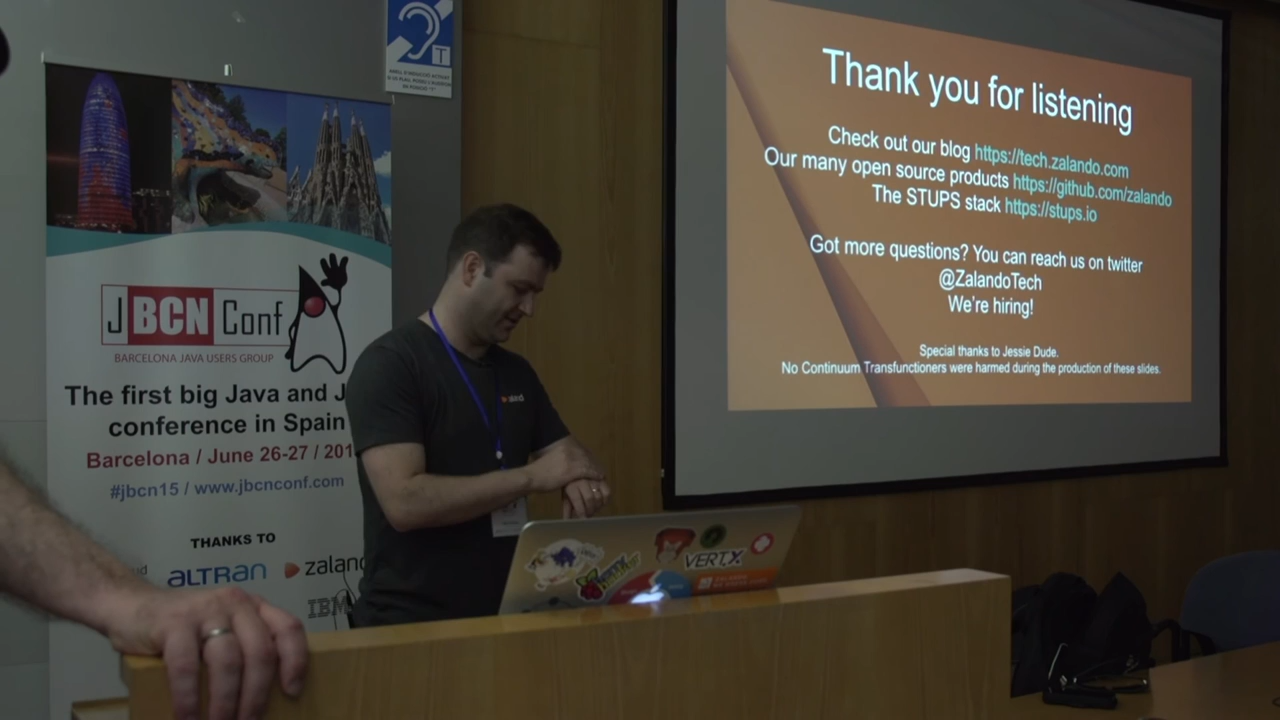 T
JBCNConf
BARCELONA JAVA USERS GROUP
The first big Java and J
conference in Spain
Barcelona / June 26-27 / 201
#jbcn15 / www.jbcnconf.com
THANKS TO
ALTRAN
zaland
IBM
Thank you for listening
Check out our blog https://tech.zalando.com
Our many open source products https://github.com/zalando
The STUPS stack https://stups.io
Got more questions? You can reach us on twitter
@ZalandoTech
We're hiring!
Special thanks to Jessie Dude.
No Continuum Transfunctioners were harmed during the production of these slides.
VERT.X